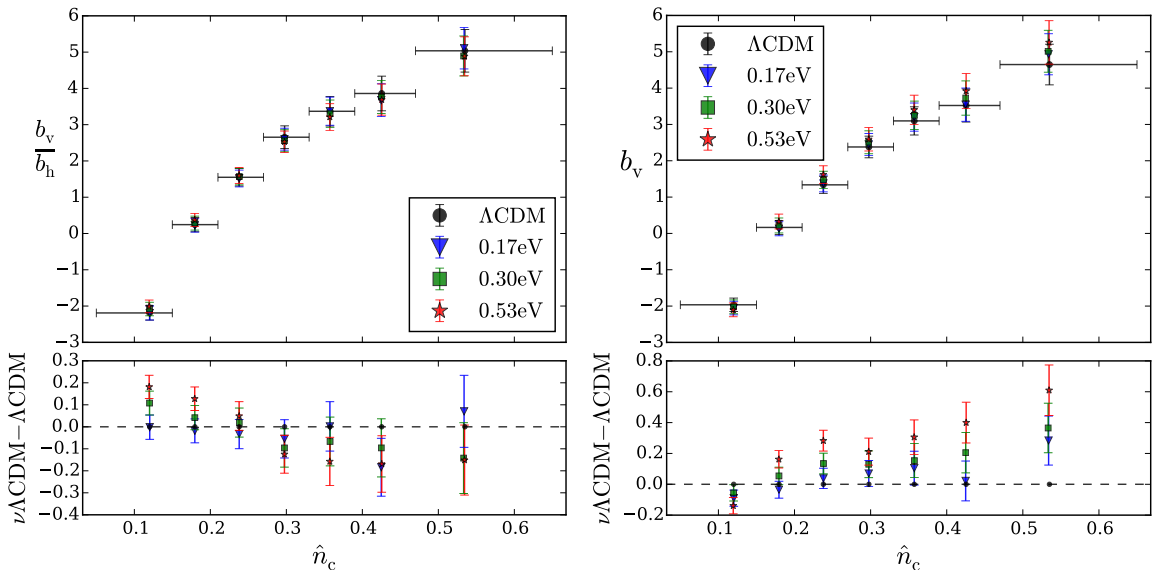 6
5
4
3
2
1
0
−1
−2
−3
b_v
b_h
ΛCDM
0.17eV
0.30eV
0.53eV
0.3
0.2
0.1
0.0
−0.1
−0.2
−0.3
−0.4
νΛCDM−ΛCDM
0.1 0.2 0.3 0.4 0.5 0.6
n̂_c
6
5
4
3
2
1
0
−1
−2
−3
b_v
ΛCDM
0.17eV
0.30eV
0.53eV
0.8
0.6
0.4
0.2
0.0
−0.2
νΛCDM−ΛCDM
0.1 0.2 0.3 0.4 0.5 0.6
n̂_c